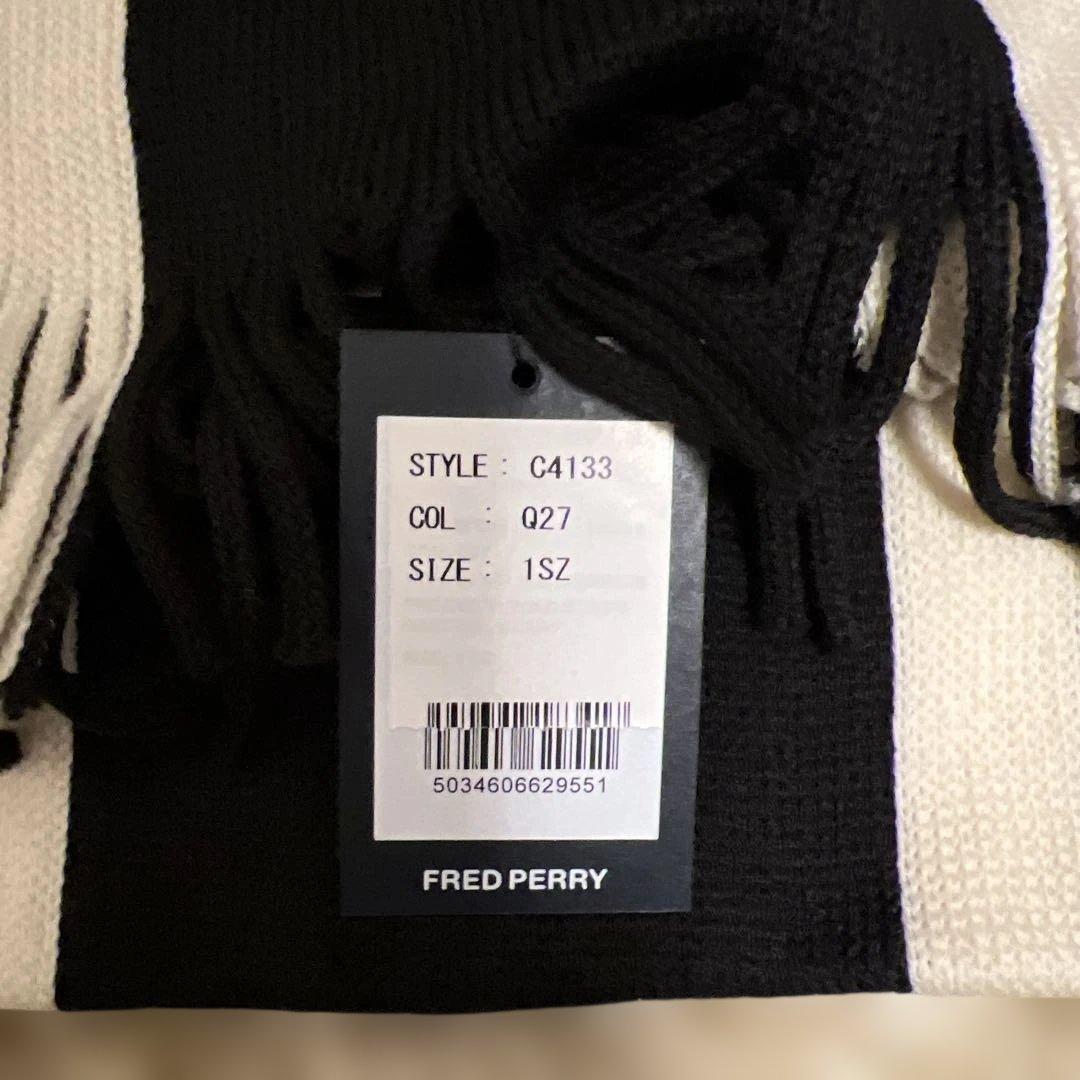 STYLE : C4133
COL : Q27
SIZE : 1SZ
5034606629551
FRED PERRY